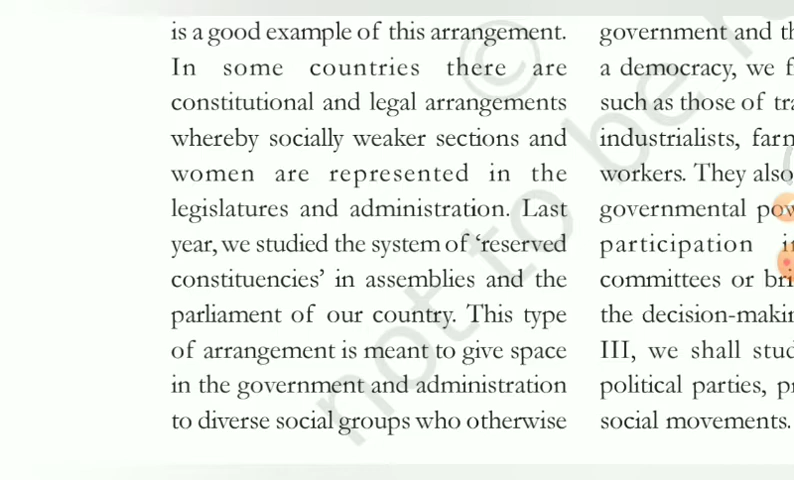 is a good example of this arrangement.
In some countries there are
constitutional and legal arrangements
whereby socially weaker sections and
women are represented in the
legislatures and administration. Last
year, we studied the system of ‘reserved
constituencies’ in assemblies and the
parliament of our country. This type
of arrangement is meant to give space
in the government and administration
to diverse social groups who otherwise
government and
a democracy, we
such as those of
industrialists,
workers. They also
governmental
participation
committees or
the decision-making
III, we shall
political parties,
social movements.
©
not to be